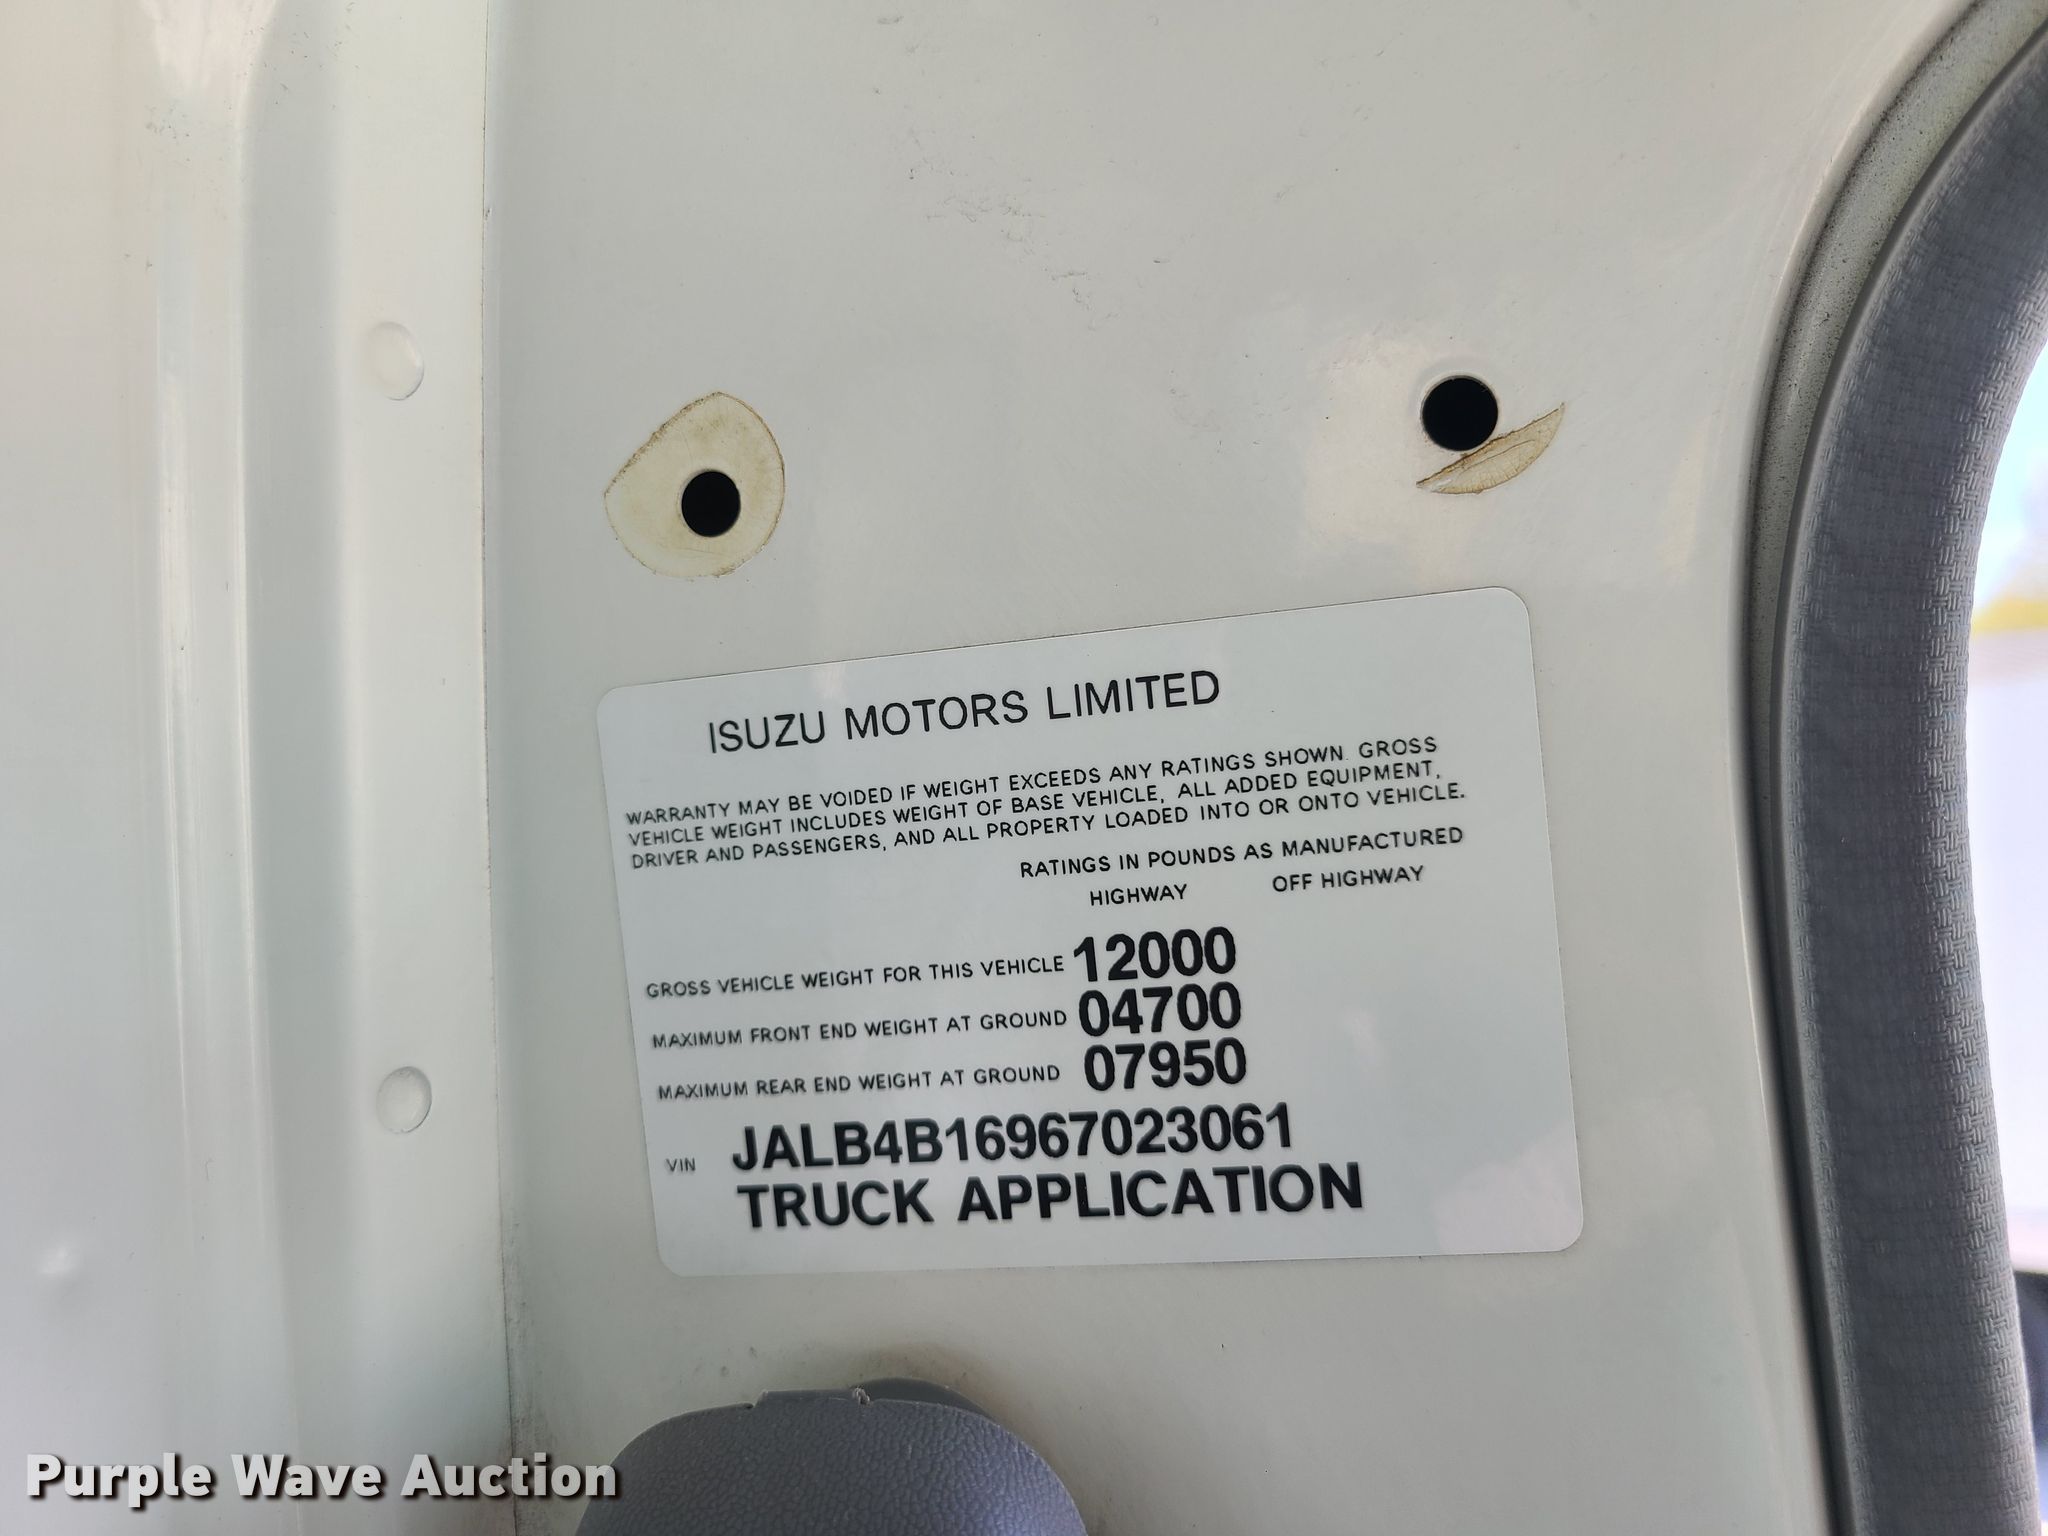 ISUZU MOTORS LIMITED
WARRANTY MAY BE VOIDED IF WEIGHT EXCEEDS ANY RATINGS SHOWN. GROSS
VEHICLE WEIGHT INCLUDES WEIGHT OF BASE VEHICLE, ALL ADDED EQUIPMENT,
DRIVER AND PASSENGERS, AND ALL PROPERTY LOADED INTO OR ONTO VEHICLE.
RATINGS IN POUNDS AS MANUFACTURED
HIGHWAY OFF HIGHWAY
GROSS VEHICLE WEIGHT FOR THIS VEHICLE 12000
MAXIMUM FRONT END WEIGHT AT GROUND 04700
MAXIMUM REAR END WEIGHT AT GROUND 07950
VIN JALB4B16967023061
TRUCK APPLICATION
Purple Wave Auction